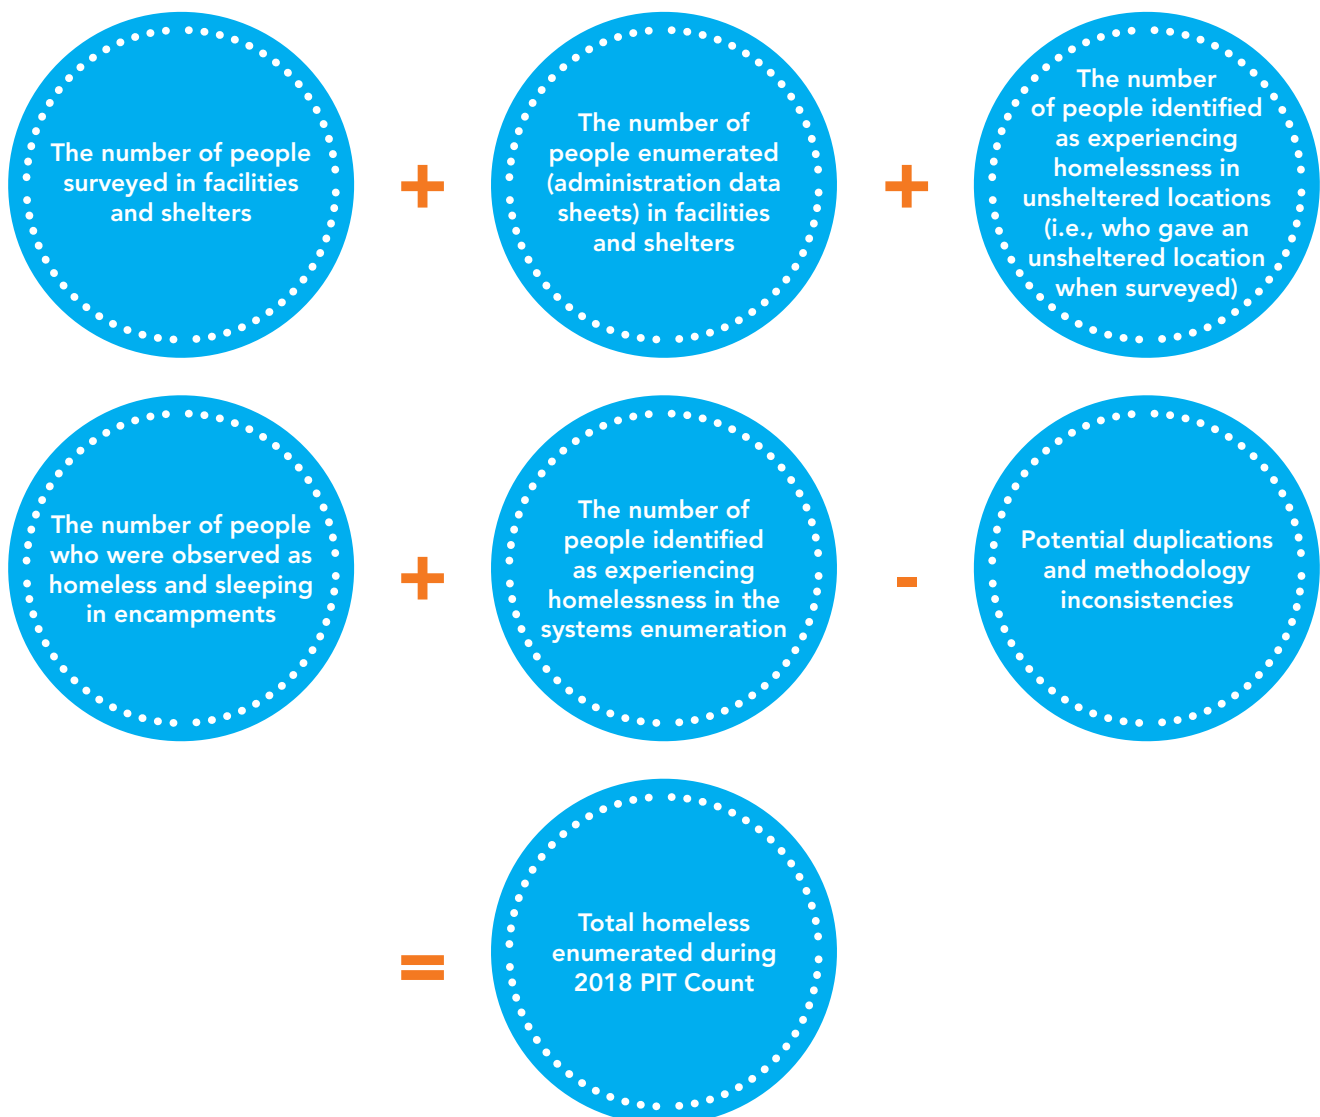 The number of people
surveyed in facilities
and shelters
+
The number of
people enumerated
(administration data
sheets) in facilities
and shelters
+
The number
of people identified
as experiencing
homelessness in
unsheltered locations
(i.e., who gave an
unsheltered location
when surveyed)
The number of people
who were observed as
homeless and sleeping
in encampments
+
The number of
people identified
as experiencing
homelessness in the
systems enumeration
-
Potential duplications
and methodology
inconsistencies
=
Total homeless
enumerated during
2018 PIT Count